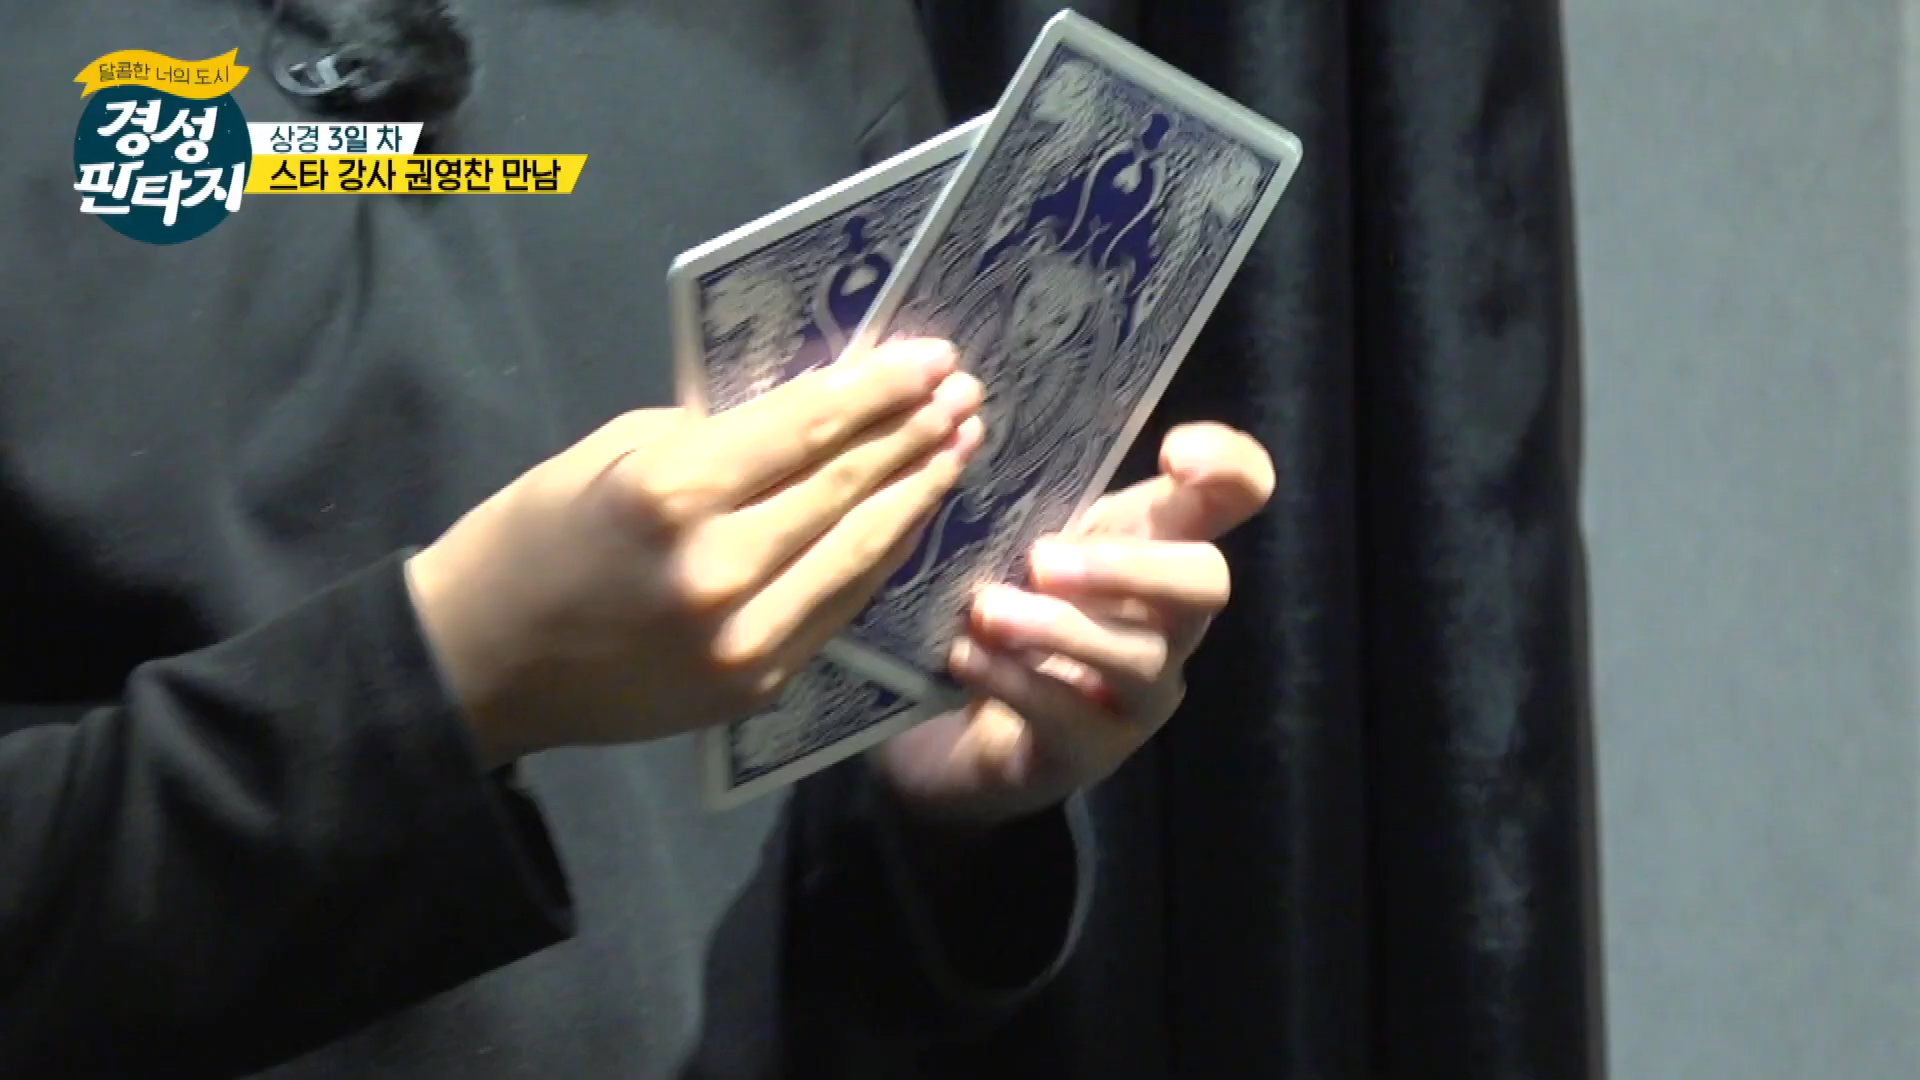 달콤한 너의 도시
경성
판타지
상경 3일 차
스타 강사 권영찬 만남